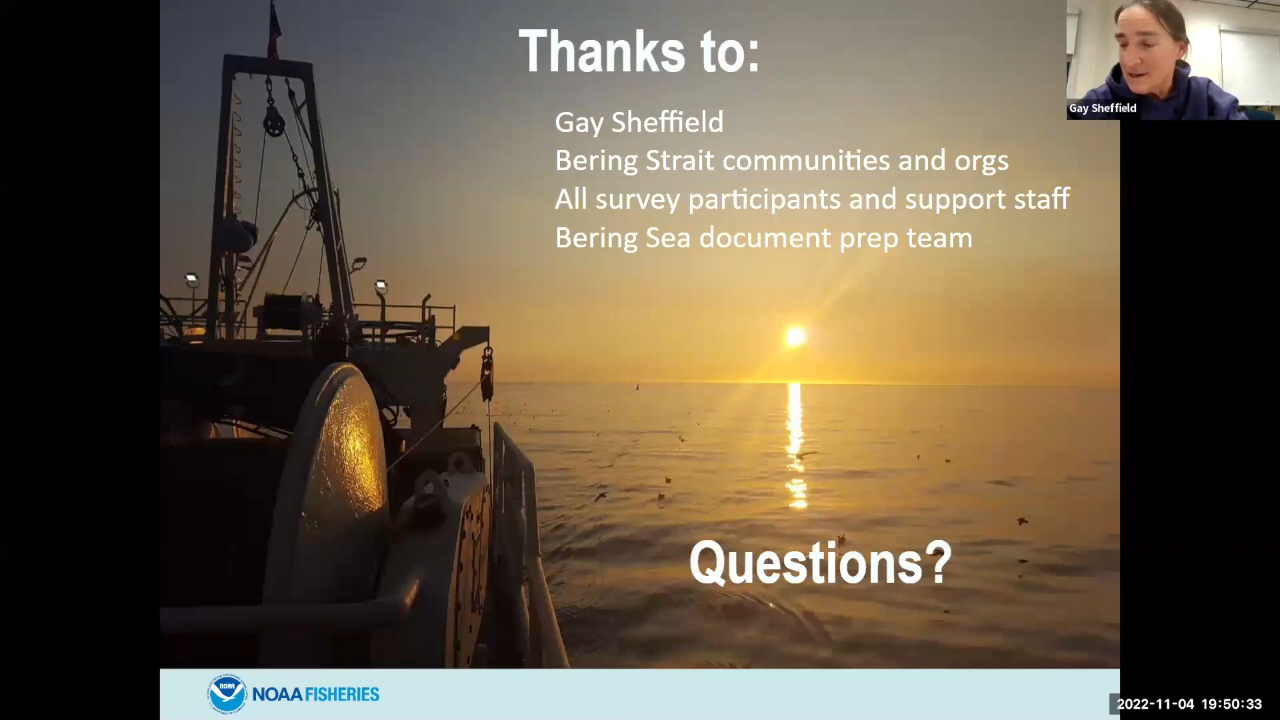 Thanks to:
Gay Sheffield
Gay Sheffield
Bering Strait communities and orgs
All survey participants and support staff
Bering Sea document prep team
Questions?
NOAA
NOAA FISHERIES
2022-11-04 19:50:33